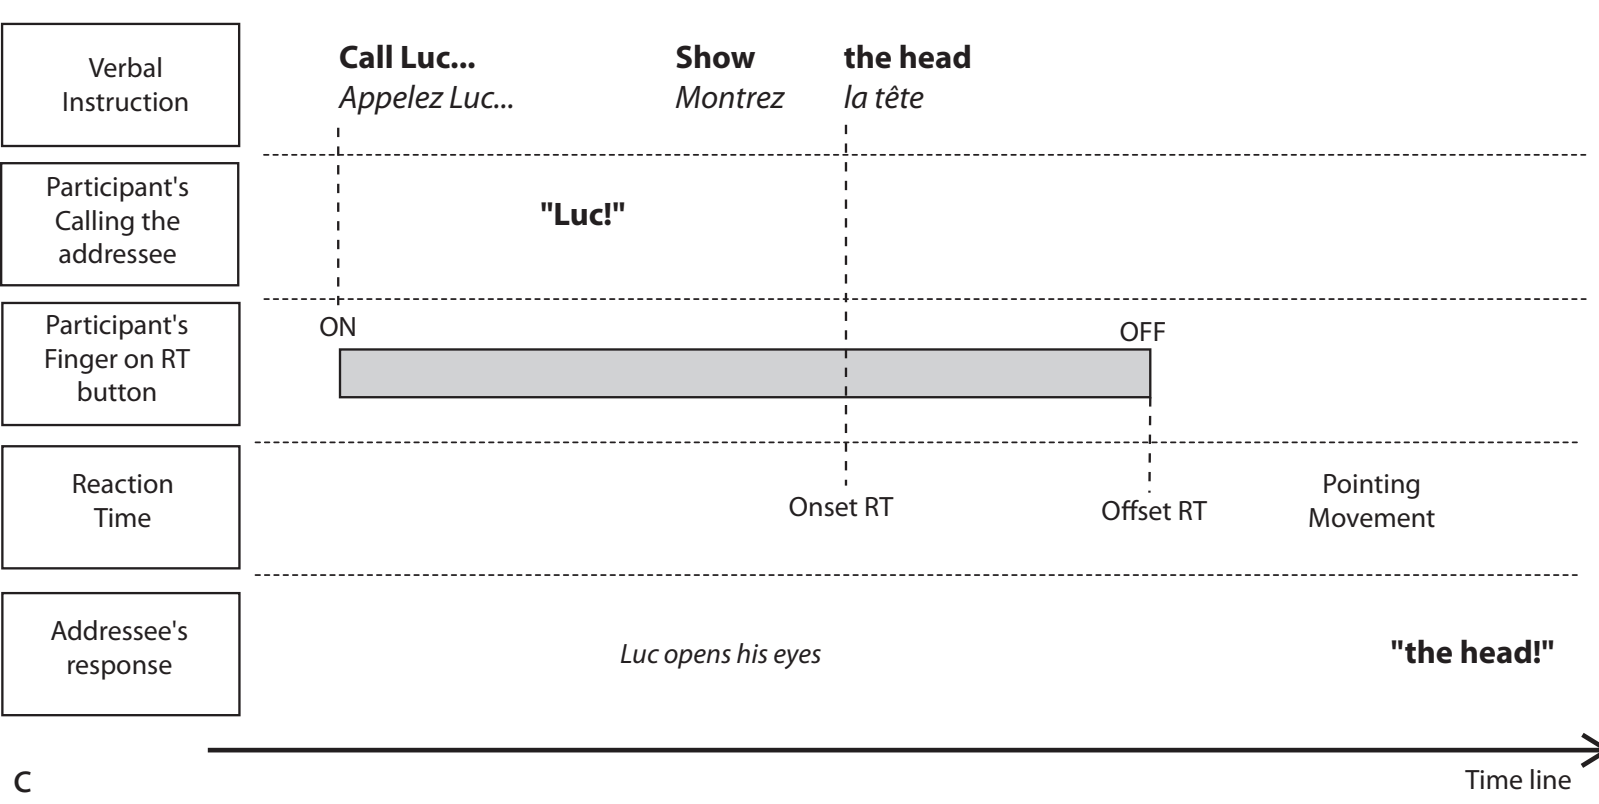 Verbal
Instruction
Call Luc...
Appelez Luc...
Show
Montrez
the head
la tête
Participant's
Calling the
addressee
"Luc!"
Participant's
Finger on RT
button
ON
OFF
Reaction
Time
Onset RT
Offset RT
Pointing
Movement
Addressee's
response
Luc opens his eyes
"the head!"
C
Time line